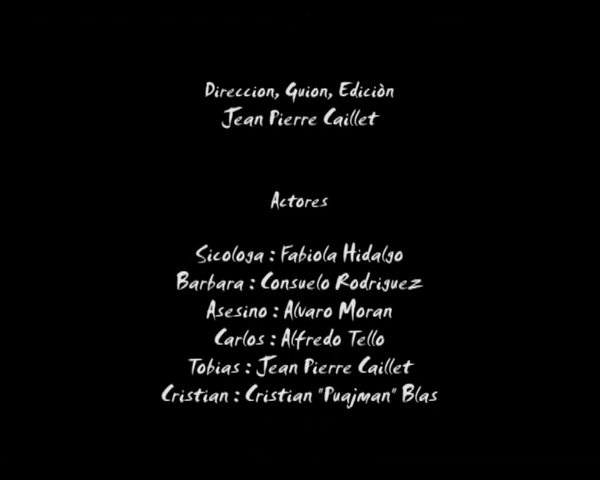 Direccion, Guion, Ediciòn
Jean Pierre Caillet
Actores
Sicologa : Fabiola Hidalgo
Barbara : Consuelo Rodriguez
Asesino : Alvaro Moran
Carlos : Alfredo Tello
Tobias : Jean Pierre Caillet
Cristian : Cristian "Puajman" Blas